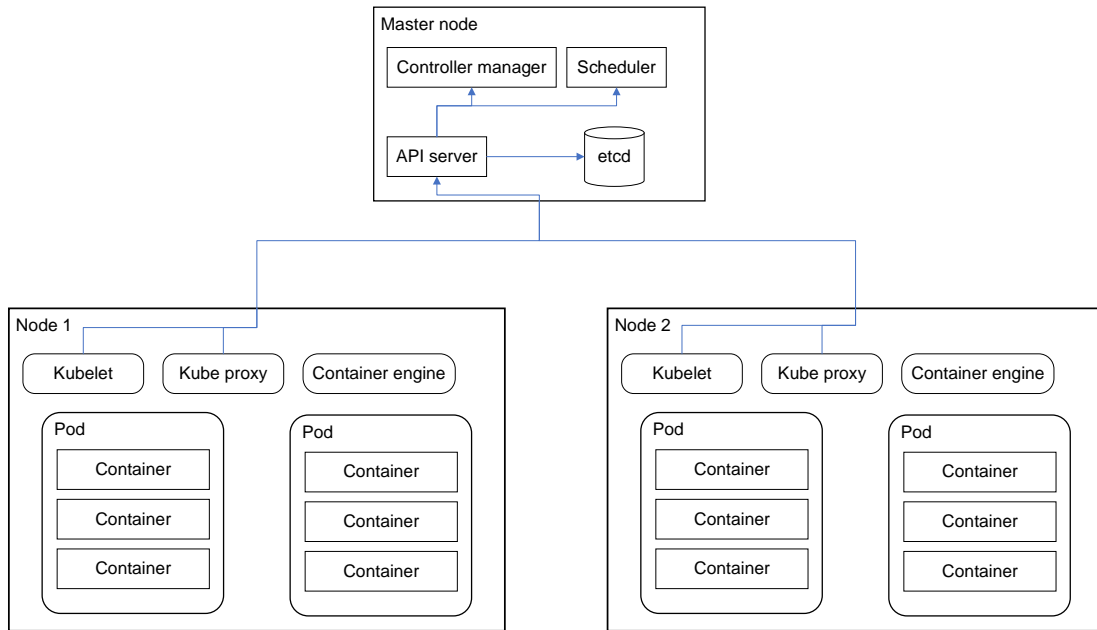 Master node
Controller manager
Scheduler
API server
etcd
Node 1
Kubelet
Kube proxy
Container engine
Pod
Container
Container
Container
Pod
Container
Container
Container
Node 2
Kubelet
Kube proxy
Container engine
Pod
Container
Container
Container
Pod
Container
Container
Container